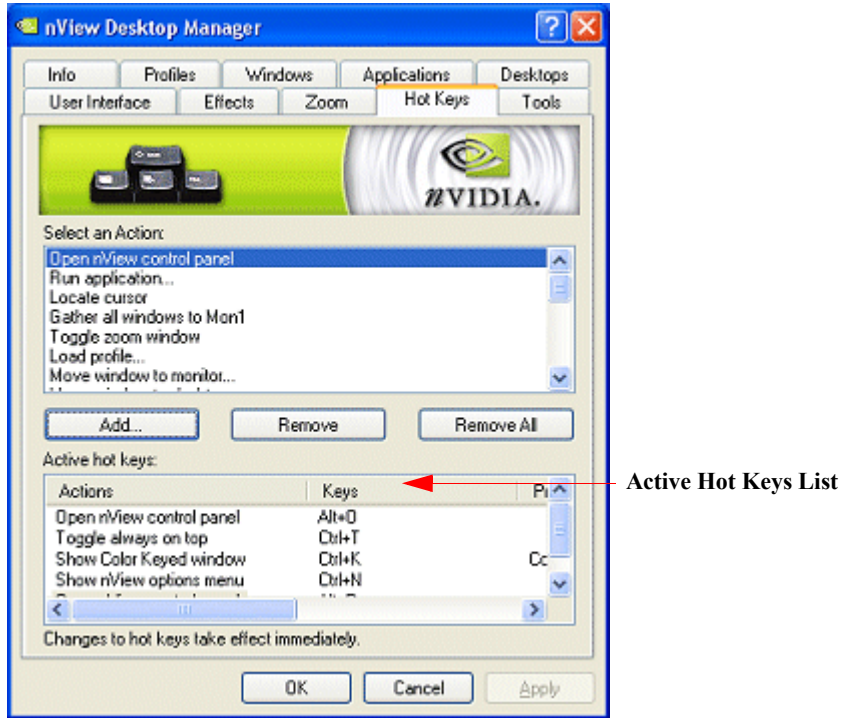 nView Desktop Manager
Info Profiles Windows Applications Desktops
User Interface Effects Zoom Hot Keys Tools
nVIDIA.
Select an Action:
Open nView control panel
Run application...
Locate cursor
Gather all windows to Mon1
Toggle zoom window
Load profile...
Move window to monitor...
Add... Remove Remove All
Active hot keys:
Actions Keys
Open nView control panel Alt+O
Toggle always on top Ctrl+T
Show Color Keyed window Ctrl+K
Show nView options menu Ctrl+N
Changes to hot keys take effect immediately.
OK Cancel Apply
Active Hot Keys List